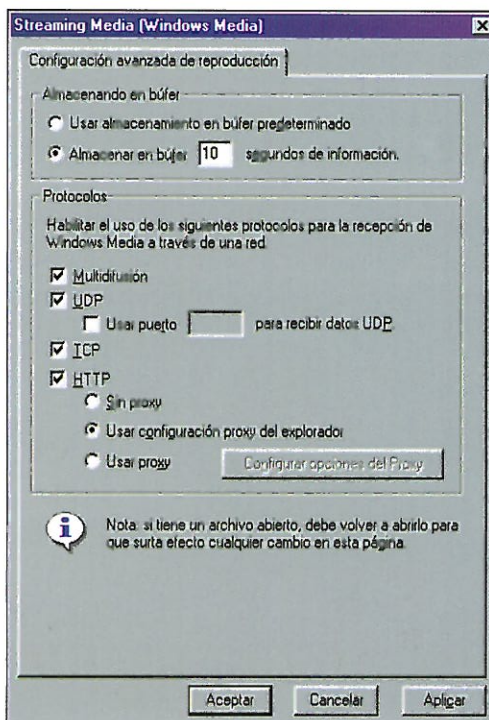 Streaming Media (Windows Media)
Configuración avanzada de reproducción
Almacenando en búfer
Usar almacenamiento en búfer predeterminado
Almacenar en búfer 10 segundos de información.
Protocolos
Habilitar el uso de los siguientes protocolos para la recepción de
Windows Media a través de una red.
Multidifusión
UDP
Usar puerto para recibir datos UDP.
TCP
HTTP
Sin proxy
Usar configuración proxy del explorador
Usar proxy Configurar opciones del Proxy
Nota: si tiene un archivo abierto, debe volver a abrirlo para
que surta efecto cualquier cambio en esta página.
Aceptar Cancelar Aplicar